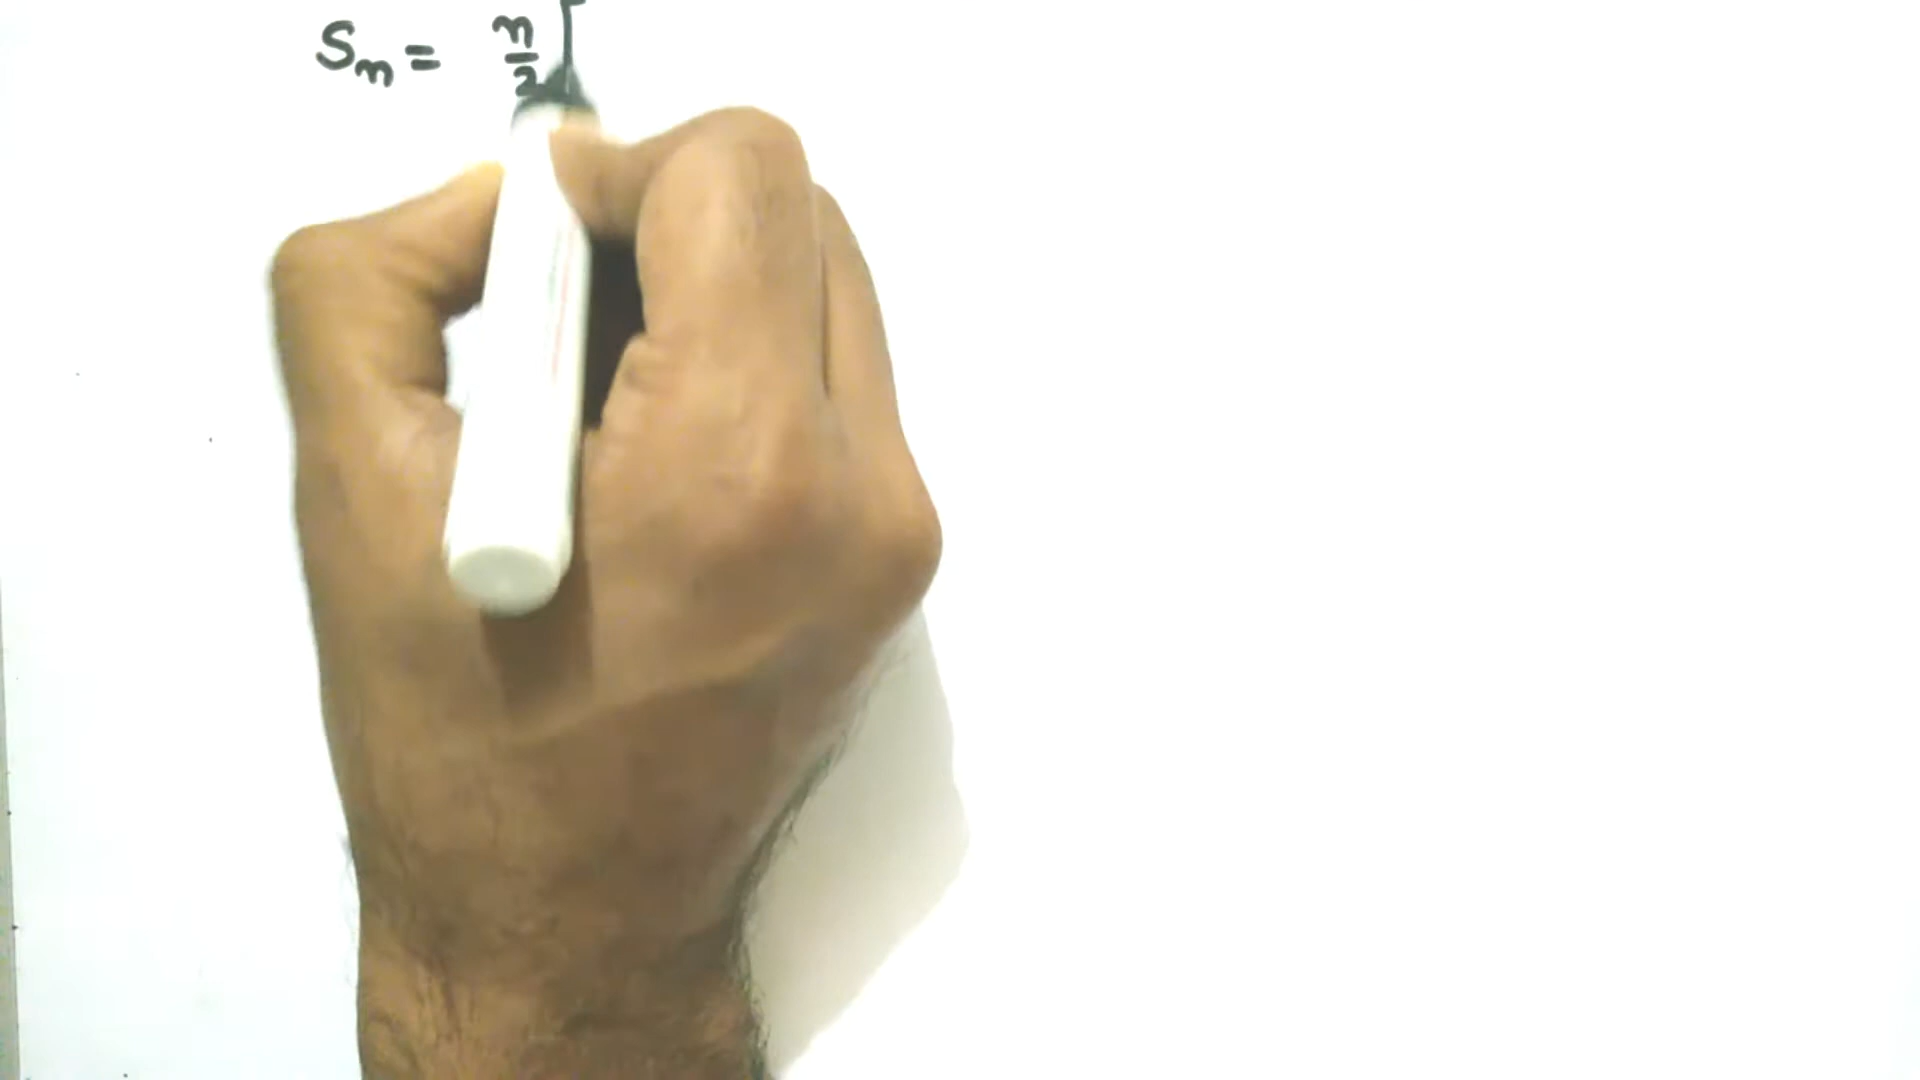 Sn = n/2 [